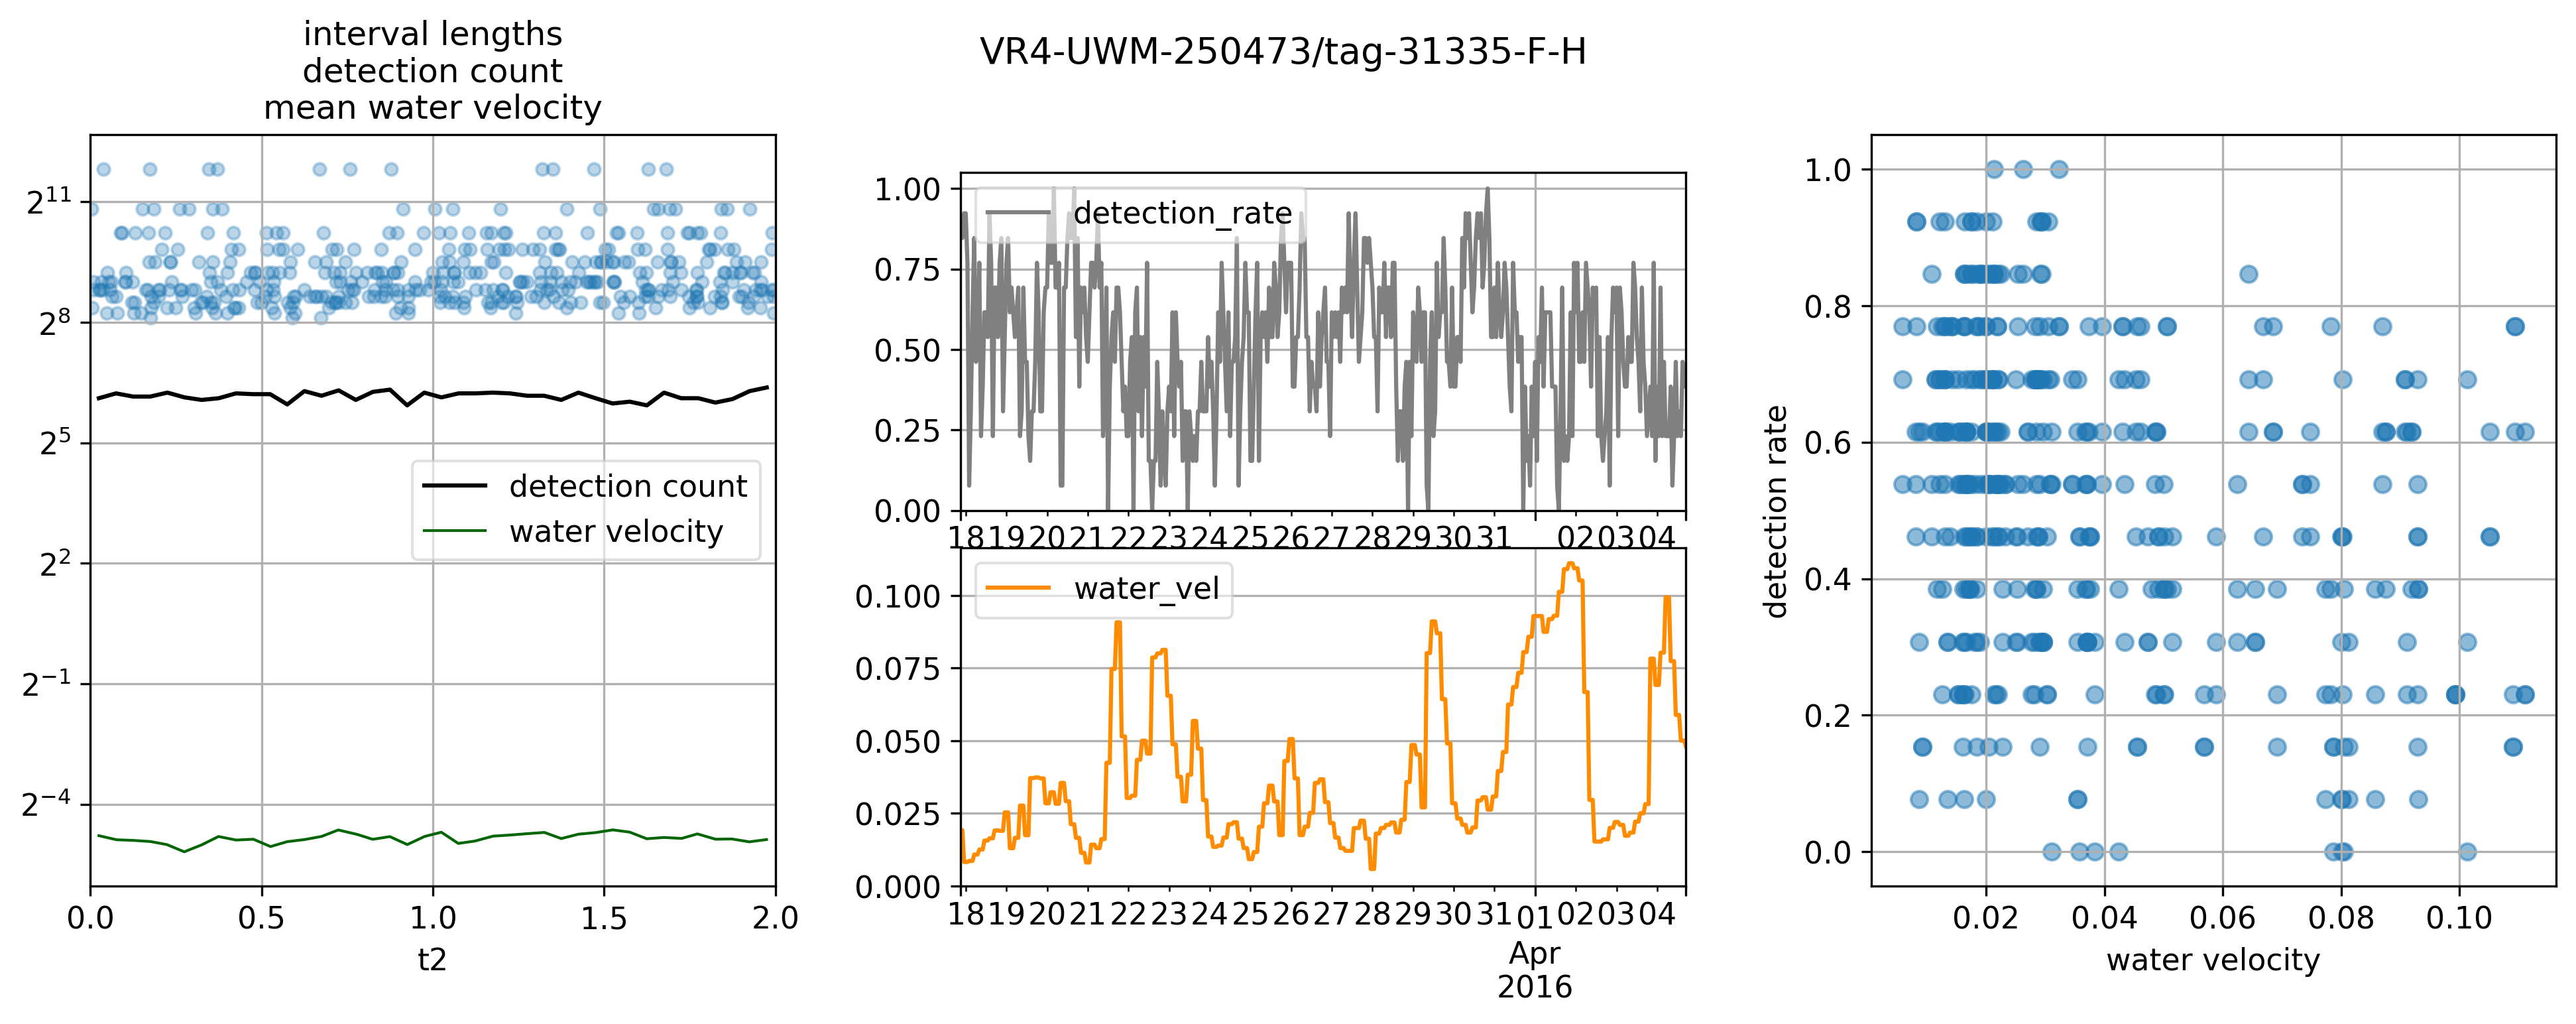 VR4-UWM-250473/tag-31335-F-H
interval lengths
detection count
mean water velocity
2^11
2^8
2^5
2^2
2^-1
2^-4
detection count
water velocity
0.0 0.5 1.0 1.5 2.0
t2
1.00
0.75
0.50
0.25
0.00
detection_rate
18 19 20 21 22 23 24 25 26 27 28 29 30 31 02 03 04
0.100
0.075
0.050
0.025
0.000
water_vel
18 19 20 21 22 23 24 25 26 27 28 29 30 31 01 02 03 04
Apr
2016
detection rate
1.0
0.8
0.6
0.4
0.2
0.0
0.02 0.04 0.06 0.08 0.10
water velocity